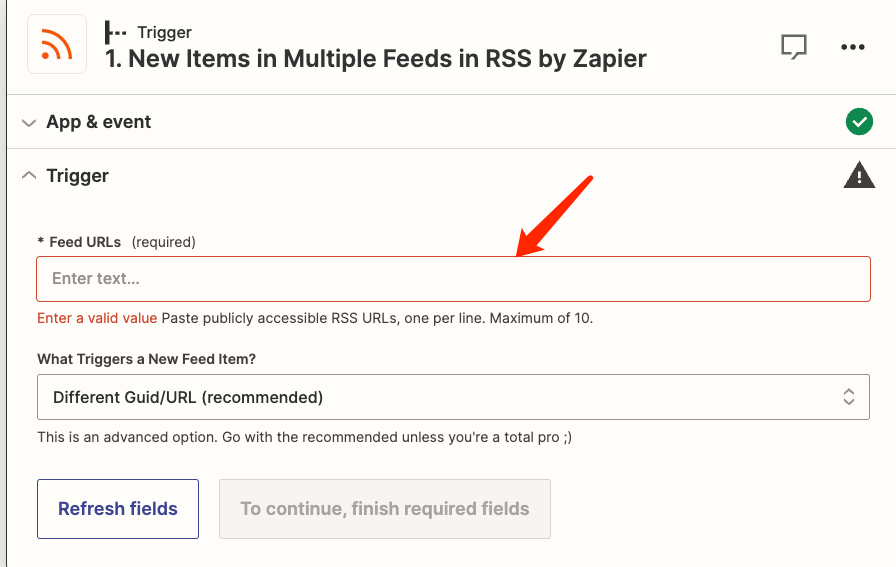 Trigger
1. New Items in Multiple Feeds in RSS by Zapier
App & event
Trigger
* Feed URLs (required)
Enter text...
Enter a valid value Paste publicly accessible RSS URLs, one per line. Maximum of 10.
What Triggers a New Feed Item?
Different Guid/URL (recommended)
This is an advanced option. Go with the recommended unless you're a total pro ;)
Refresh fields
To continue, finish required fields